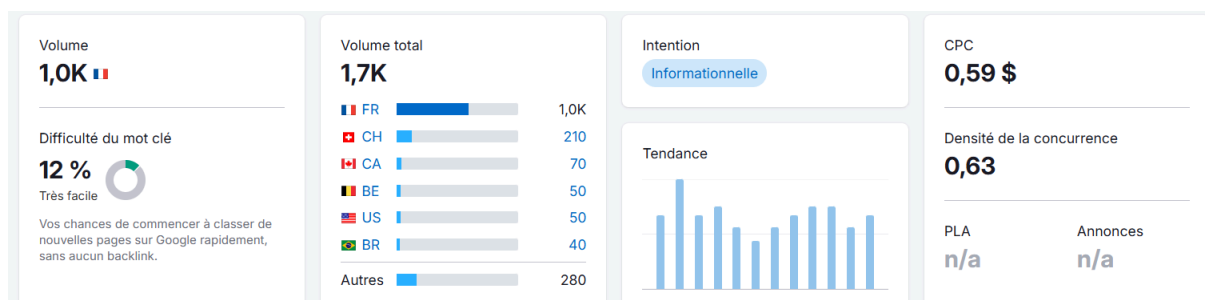 Volume
1,0K
Difficulté du mot clé
12 %
Très facile
Vos chances de commencer à classer de
nouvelles pages sur Google rapidement,
sans aucun backlink.
Volume total
1,7K
FR 1,0K
CH 210
CA 70
BE 50
US 50
BR 40
Autres 280
Intention
Informationnelle
Tendance
CPC
0,59 $
Densité de la concurrence
0,63
PLA Annonces
n/a n/a